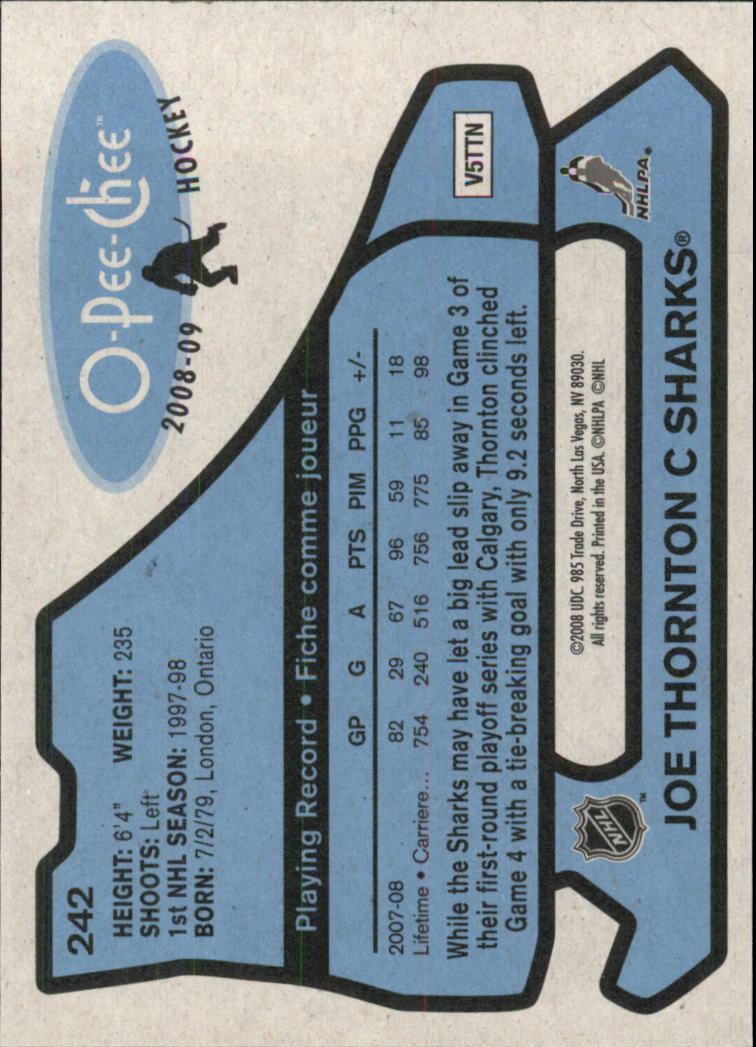 O-Pee-Chee™
2008-09 HOCKEY
242
HEIGHT: 6'4" WEIGHT: 235
SHOOTS: Left
1st NHL SEASON: 1997-98
BORN: 7/2/79, London, Ontario
Playing Record • Fiche comme joueur
GP G A PTS PIM PPG +/-
2007-08 82 29 67 96 59 11 18
Lifetime • Carriere... 754 240 516 756 775 85 98
While the Sharks may have let a big lead slip away in Game 3 of
their first-round playoff series with Calgary, Thornton clinched
Game 4 with a tie-breaking goal with only 9.2 seconds left.
V5TTN
NHL™
©2008 UDC. 985 Trade Drive, North Las Vegas, NV 89030.
All rights reserved. Printed in the USA. ©NHLPA ©NHL
NHLPA®
JOE THORNTON C SHARKS®